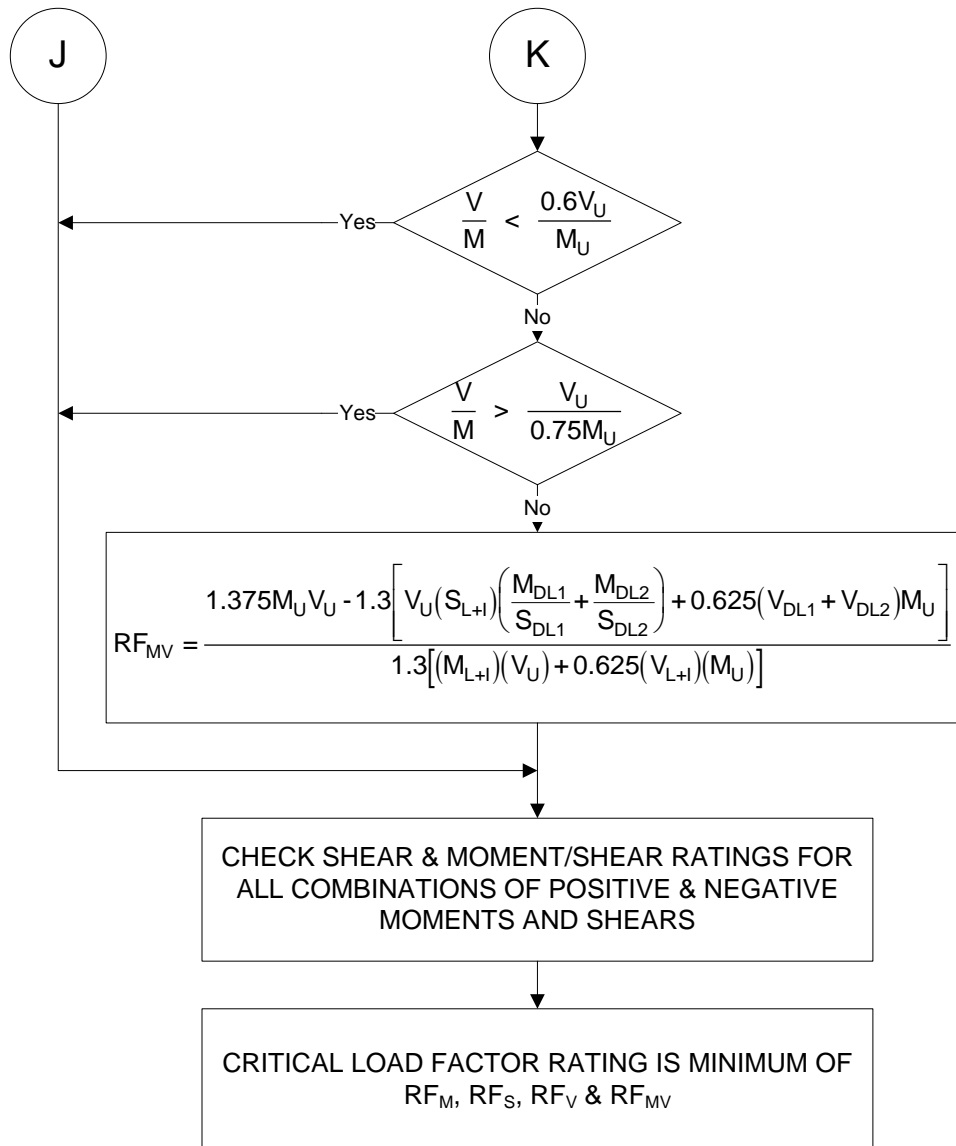 J
K
V/M < 0.6V_U/M_U
Yes
No
V/M > V_U/0.75M_U
Yes
No
RF_MV = 1.375M_U V_U - 1.3[V_U(S_L+I)(M_DL1/S_DL1 + M_DL2/S_DL2) + 0.625(V_DL1 + V_DL2)M_U] / 1.3[(M_L+I)(V_U) + 0.625(V_L+I)(M_U)]
CHECK SHEAR & MOMENT/SHEAR RATINGS FOR
ALL COMBINATIONS OF POSITIVE & NEGATIVE
MOMENTS AND SHEARS
CRITICAL LOAD FACTOR RATING IS MINIMUM OF
RF_M, RF_S, RF_V & RF_MV